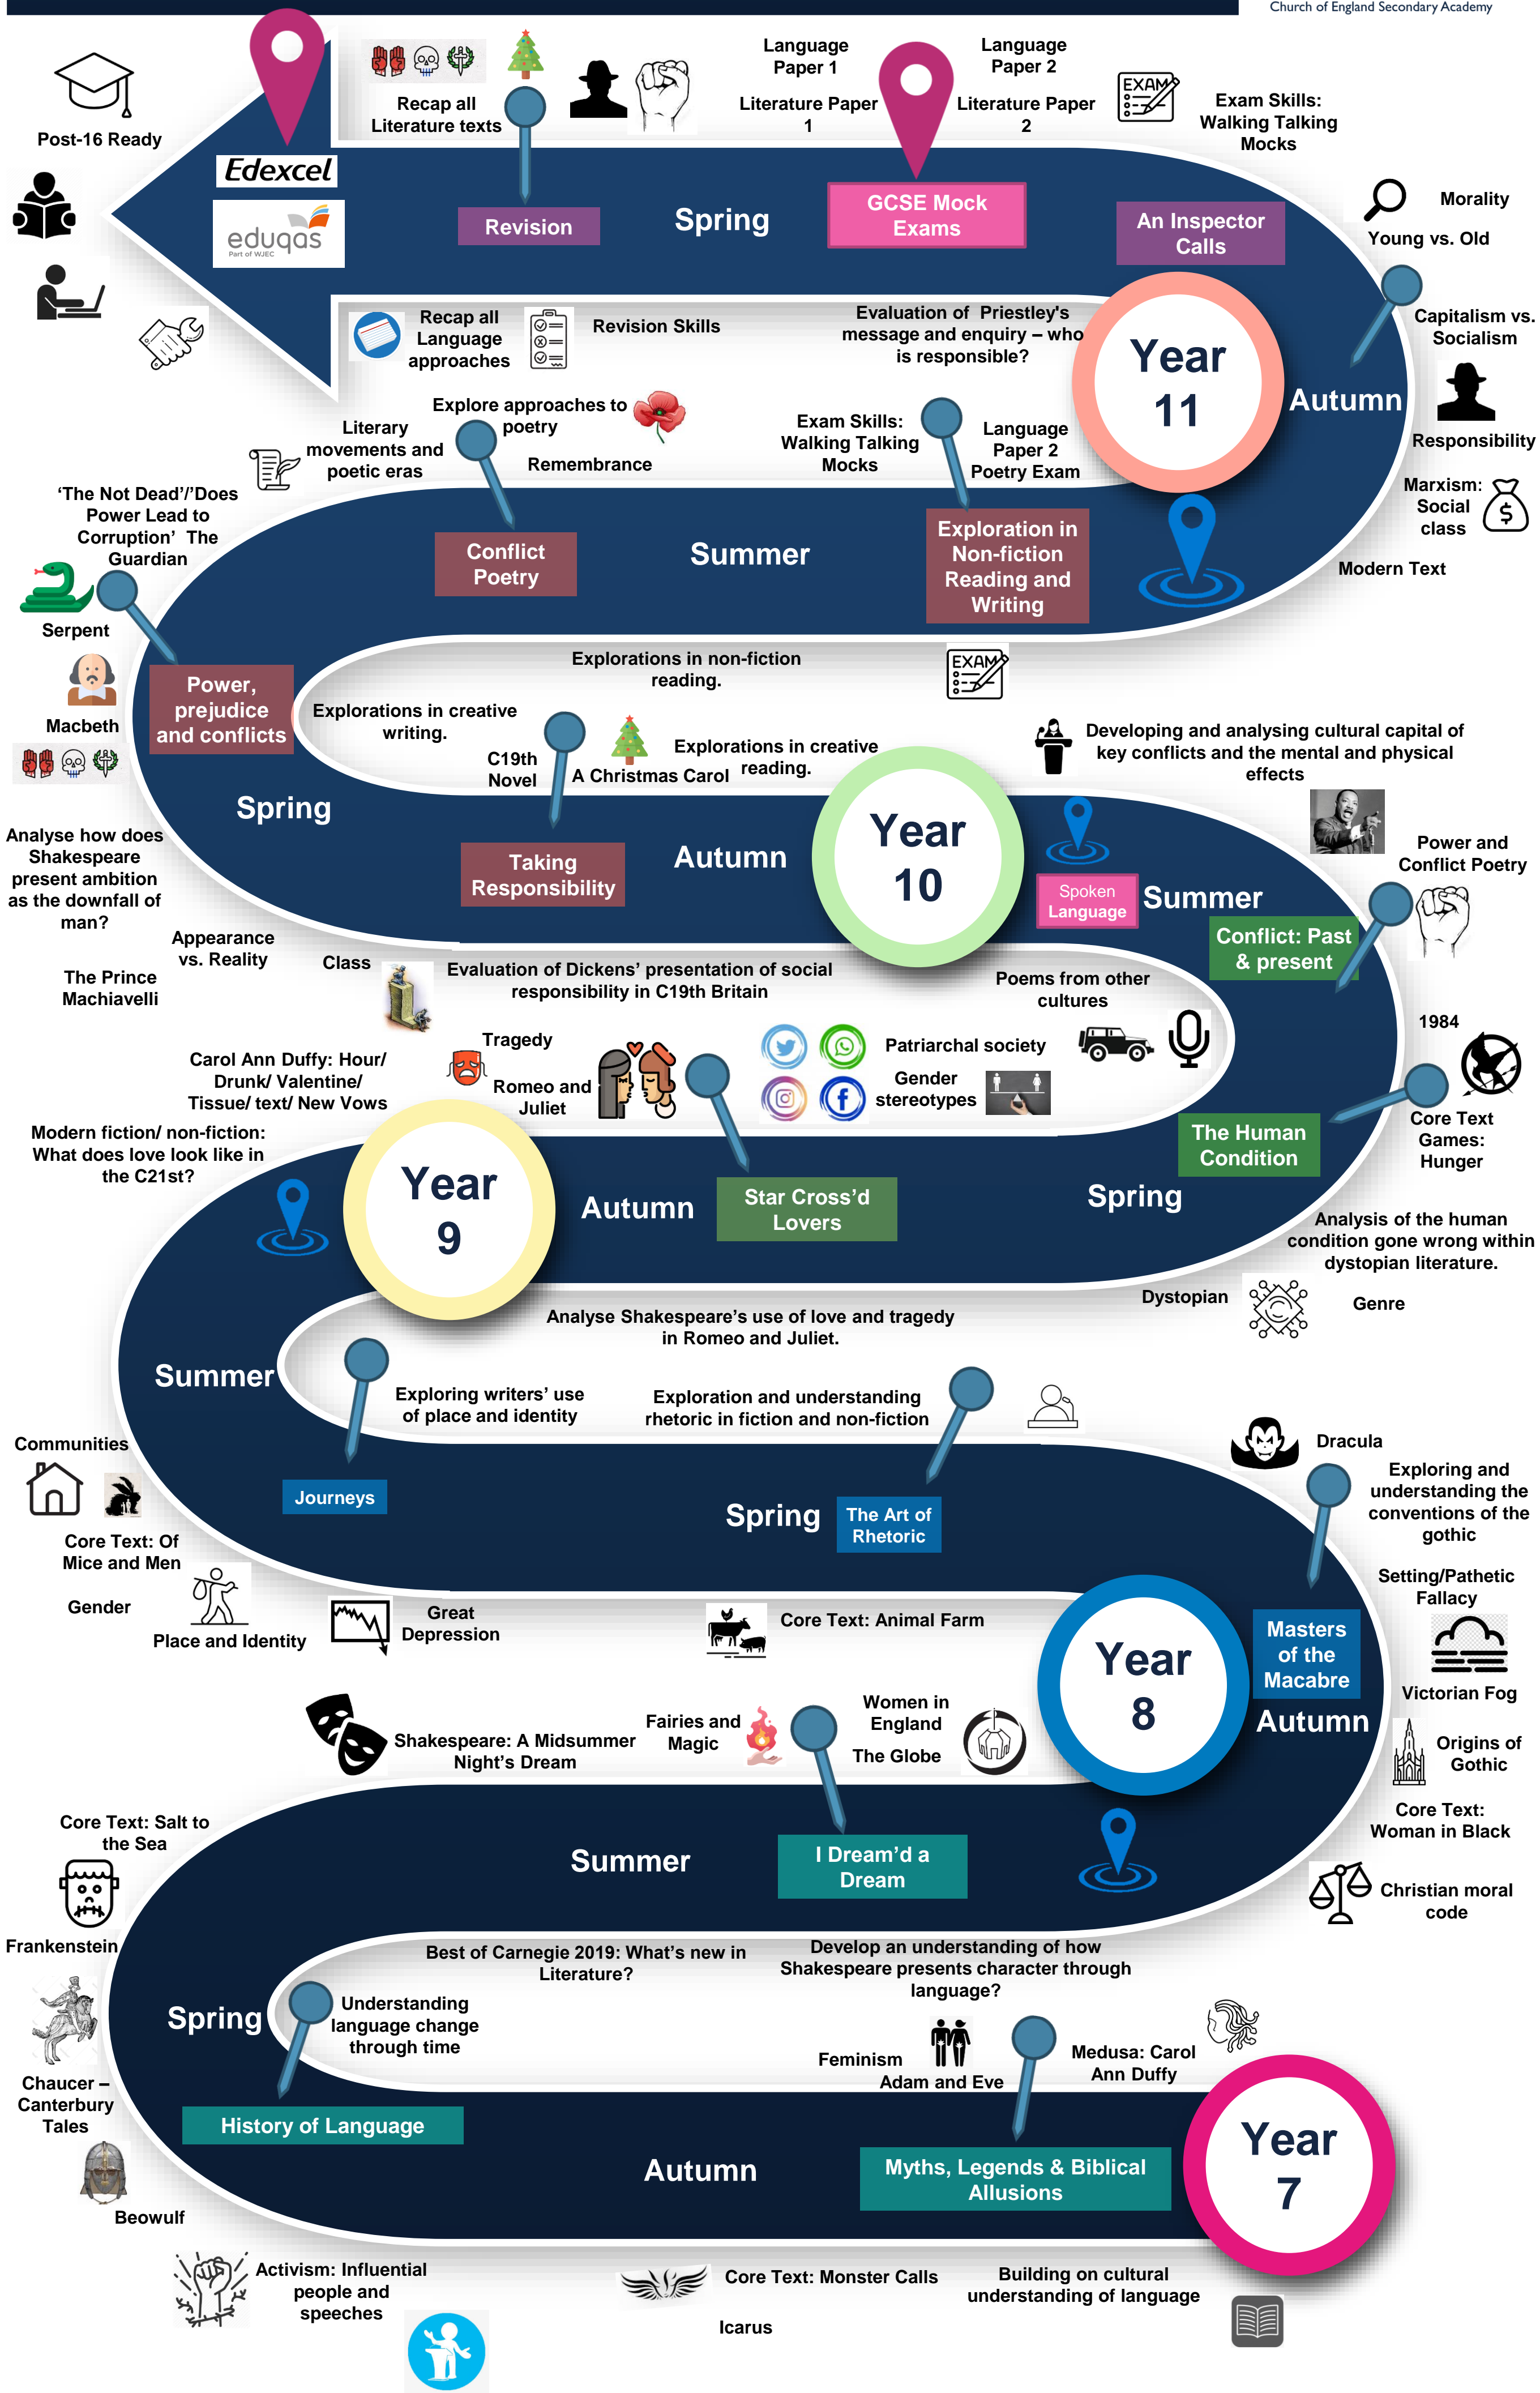 Church of England Secondary Academy
Post-16 Ready
Recap all
Literature texts
Language
Paper 1
Literature Paper
1
Language
Paper 2
Literature Paper
2
EXAM
Exam Skills:
Walking Talking
Mocks
Edexcel
eduqas
Part of WJEC
Revision
Spring
GCSE Mock
Exams
An Inspector
Calls
Morality
Young vs. Old
Capitalism vs.
Socialism
Responsibility
Marxism:
Social
class
$
Modern Text
Recap all
Language
approaches
Revision Skills
Evaluation of Priestley's
message and enquiry – who
is responsible?
Year
11
Autumn
Explore approaches to
poetry
Literary
movements and
poetic eras
Remembrance
Exam Skills:
Walking Talking
Mocks
Language
Paper 2
Poetry Exam
‘The Not Dead’/’Does
Power Lead to
Corruption’ The
Guardian
Conflict
Poetry
Summer
Exploration in
Non-fiction
Reading and
Writing
Serpent
Macbeth
Power,
prejudice
and conflicts
Explorations in non-fiction
reading.
EXAM
Explorations in creative
writing.
C19th
Novel
A Christmas Carol
Explorations in creative
reading.
Developing and analysing cultural capital of
key conflicts and the mental and physical
effects
Spring
Analyse how does
Shakespeare
present ambition
as the downfall of
man?
Taking
Responsibility
Autumn
Year
10
Spoken
Language
Summer
Power and
Conflict Poetry
Conflict: Past
& present
Appearance
vs. Reality
The Prince
Machiavelli
Class
Evaluation of Dickens’ presentation of social
responsibility in C19th Britain
Poems from other
cultures
1984
Carol Ann Duffy: Hour/
Drunk/ Valentine/
Tissue/ text/ New Vows
Tragedy
Romeo and
Juliet
Patriarchal society
Gender
stereotypes
Core Text
Games:
Hunger
Modern fiction/ non-fiction:
What does love look like in
the C21st?
Year
9
Autumn
Star Cross’d
Lovers
The Human
Condition
Spring
Analysis of the human
condition gone wrong within
dystopian literature.
Dystopian
Genre
Analyse Shakespeare’s use of love and tragedy
in Romeo and Juliet.
Summer
Exploring writers’ use
of place and identity
Exploration and understanding
rhetoric in fiction and non-fiction
Communities
Core Text: Of
Mice and Men
Gender
Place and Identity
Great
Depression
Journeys
Spring
The Art of
Rhetoric
Dracula
Exploring and
understanding the
conventions of the
gothic
Setting/Pathetic
Fallacy
Victorian Fog
Origins of
Gothic
Core Text:
Woman in Black
Christian moral
code
Core Text: Animal Farm
Year
8
Masters
of the
Macabre
Autumn
Shakespeare: A Midsummer
Night’s Dream
Fairies and
Magic
Women in
England
The Globe
Core Text: Salt to
the Sea
Frankenstein
Summer
I Dream’d a
Dream
Best of Carnegie 2019: What’s new in
Literature?
Develop an understanding of how
Shakespeare presents character through
language?
Spring
Understanding
language change
through time
Chaucer –
Canterbury
Tales
Beowulf
Feminism
Adam and Eve
Medusa: Carol
Ann Duffy
History of Language
Autumn
Myths, Legends & Biblical
Allusions
Year
7
Activism: Influential
people and
speeches
Core Text: Monster Calls
Icarus
Building on cultural
understanding of language